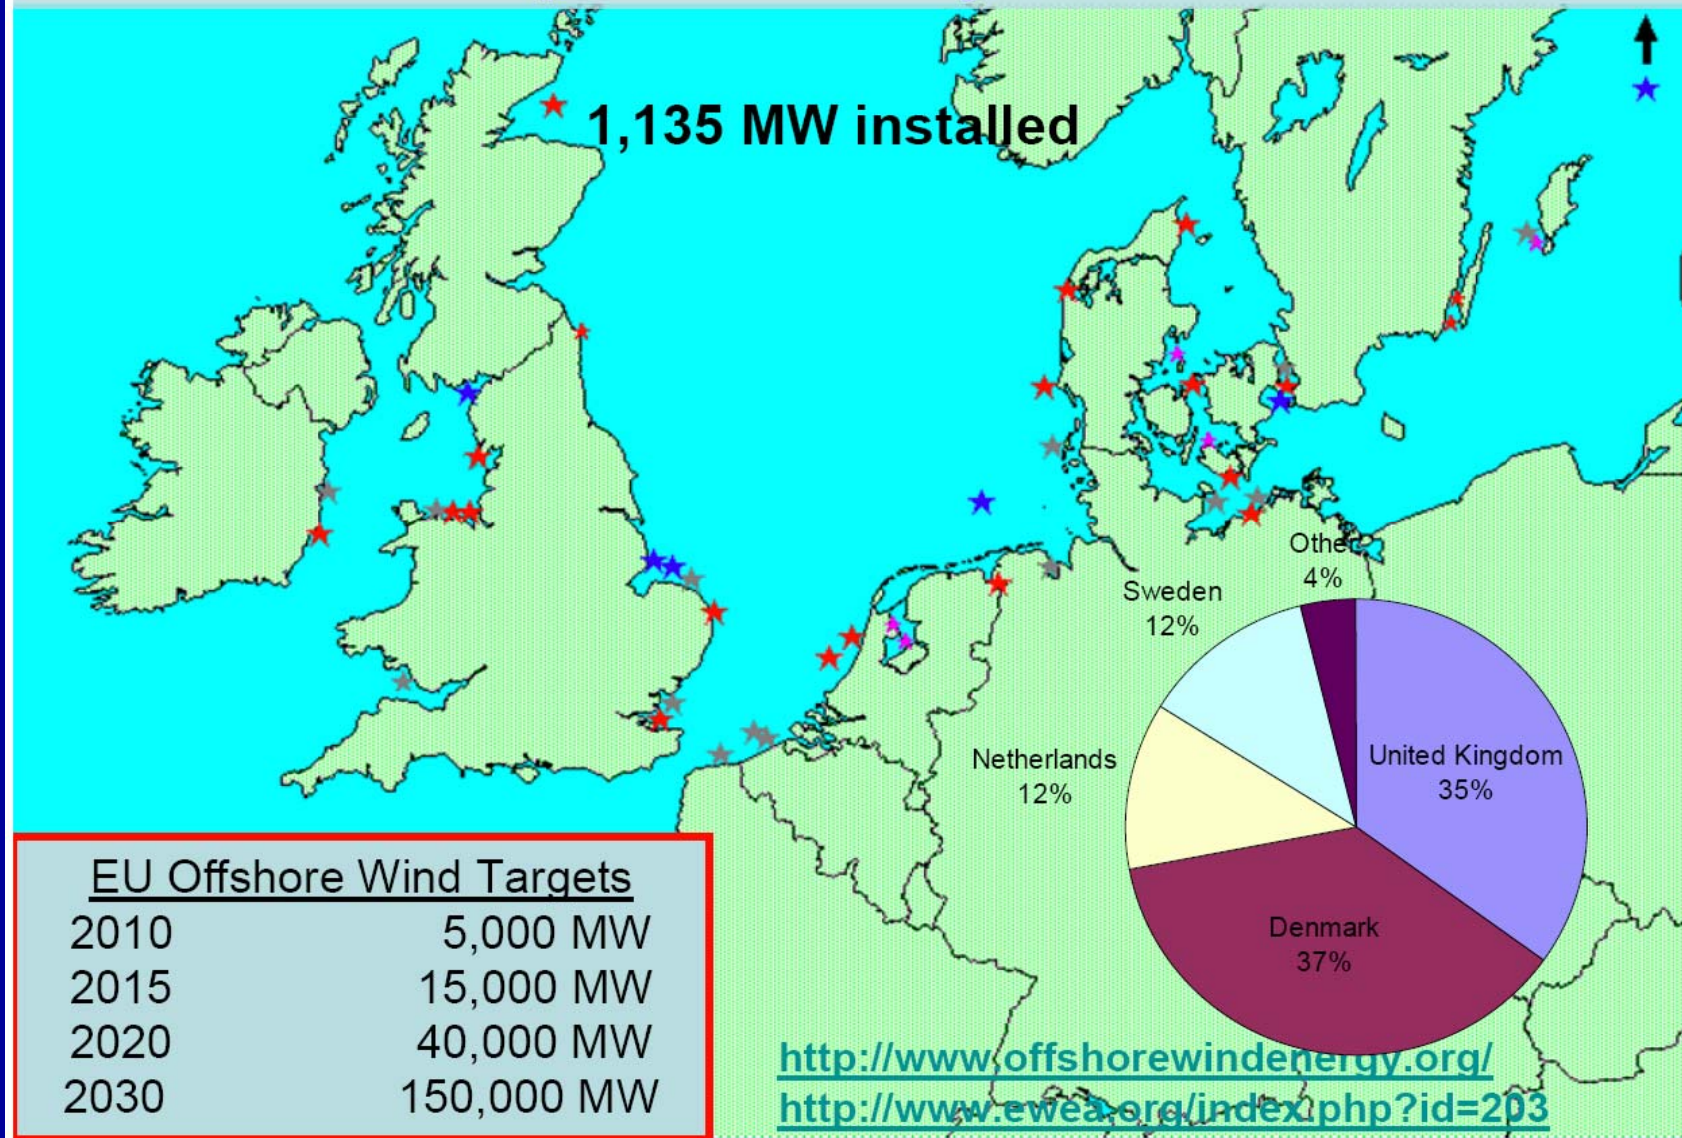 1,135 MW installed
Other
4%
Sweden
12%
Netherlands
12%
United Kingdom
35%
Denmark
37%
EU Offshore Wind Targets
2010 5,000 MW
2015 15,000 MW
2020 40,000 MW
2030 150,000 MW
http://www.offshorewindenergy.org/
http://www.ewea.org/index.php?id=203